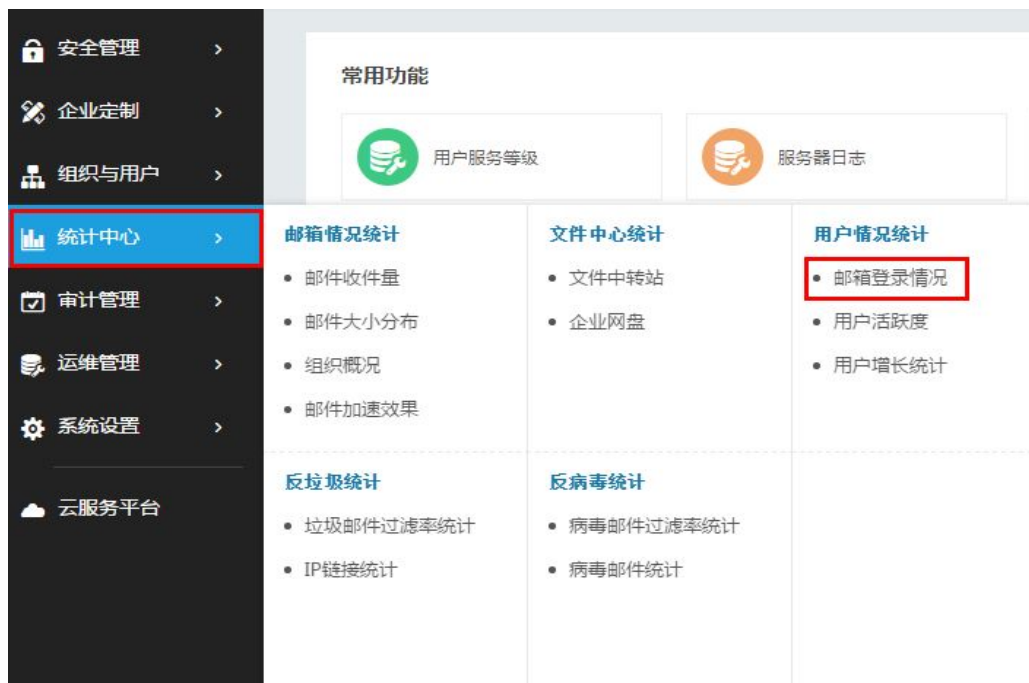 安全管理
企业定制
组织与用户
统计中心
审计管理
运维管理
系统设置
云服务平台
常用功能
用户服务等级
服务器日志
邮箱情况统计
邮件收件量
邮件大小分布
组织概况
邮件加速效果
文件中心统计
文件中转站
企业网盘
用户情况统计
邮箱登录情况
用户活跃度
用户增长统计
反垃圾统计
垃圾邮件过滤率统计
IP链接统计
反病毒统计
病毒邮件过滤率统计
病毒邮件统计